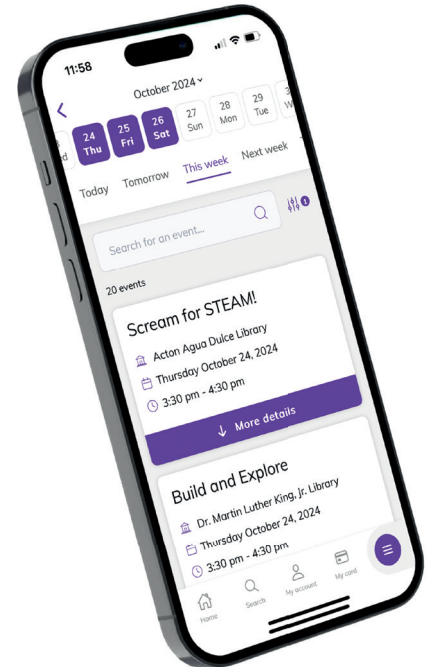 11:58
October 2024
24 25 26 27 28 29
Thu Fri Sat Sun Mon Tue
Today Tomorrow This week Next week
Search for an event...
1
20 events
Scream for STEAM!
Acton Agua Dulce Library
Thursday October 24, 2024
3:30 pm - 4:30 pm
More details
Build and Explore
Dr. Martin Luther King, Jr. Library
Thursday October 24, 2024
3:30 pm - 4:30 pm
Home Search My account My card